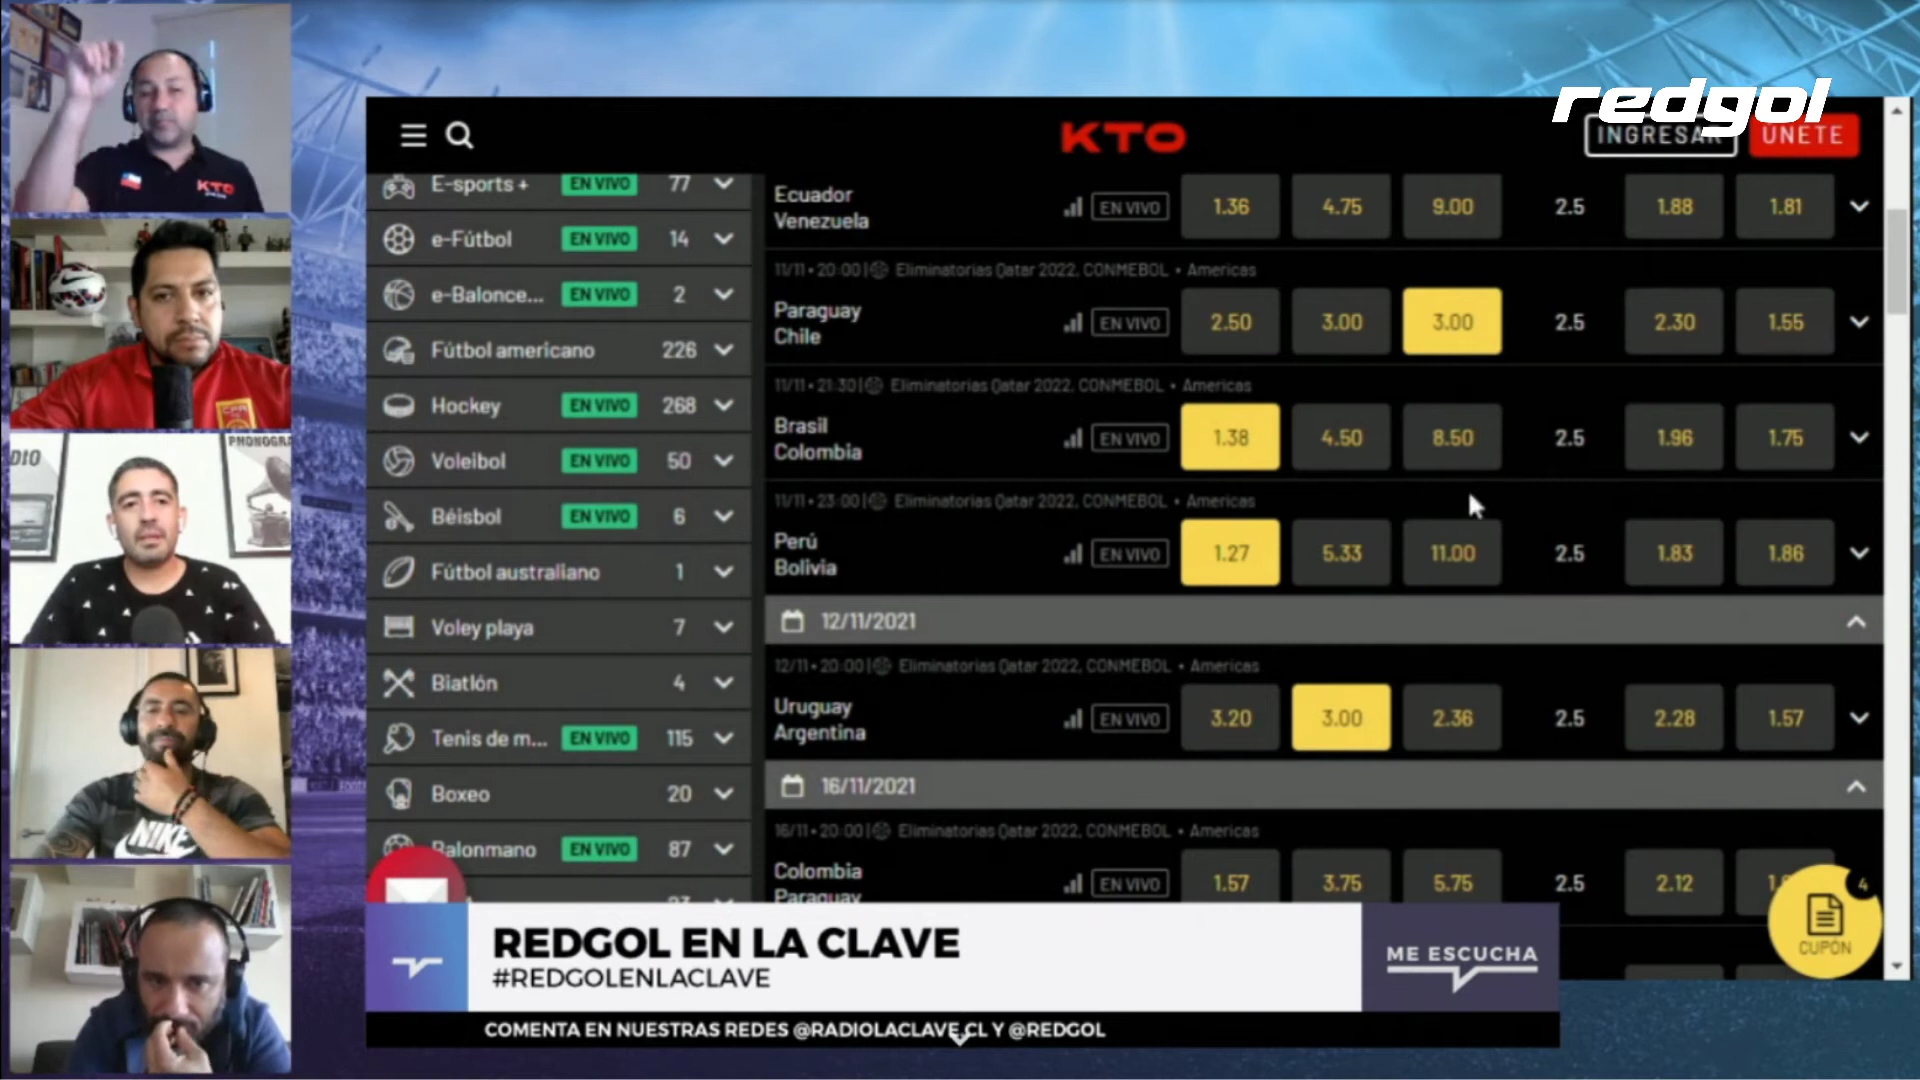 redgol
KTO
INGRESAR
ÚNETE
E-sports + EN VIVO 77
e-Fútbol EN VIVO 14
e-Balonce... EN VIVO 2
Fútbol americano 226
Hockey EN VIVO 268
Voleibol EN VIVO 50
Béisbol EN VIVO 6
Fútbol australiano 1
Voley playa 7
Biatlón 4
Tenis de m... EN VIVO 115
Boxeo 20
Balonmano EN VIVO 87
Ecuador
Venezuela
EN VIVO 1.36 4.75 9.00 2.5 1.88 1.81
11/11 • 20:00 | Eliminatorias Qatar 2022, CONMEBOL • Americas
Paraguay
Chile
EN VIVO 2.50 3.00 3.00 2.5 2.30 1.55
11/11 • 21:30 | Eliminatorias Qatar 2022, CONMEBOL • Americas
Brasil
Colombia
EN VIVO 1.38 4.50 8.50 2.5 1.96 1.75
11/11 • 23:00 | Eliminatorias Qatar 2022, CONMEBOL • Americas
Perú
Bolivia
EN VIVO 1.27 5.33 11.00 2.5 1.83 1.86
12/11/2021
12/11 • 20:00 | Eliminatorias Qatar 2022, CONMEBOL • Americas
Uruguay
Argentina
EN VIVO 3.20 3.00 2.36 2.5 2.28 1.57
16/11/2021
16/11 • 20:00 | Eliminatorias Qatar 2022, CONMEBOL • Americas
Colombia
Paraguay
EN VIVO 1.57 3.75 5.75 2.5 2.12
4
CUPÓN
KTO
PHONOGRA
DIO
NIKE
REDGOL EN LA CLAVE
#REDGOLENLACLAVE
ME ESCUCHA
COMENTA EN NUESTRAS REDES @RADIOLACLAVE.CL Y @REDGOL